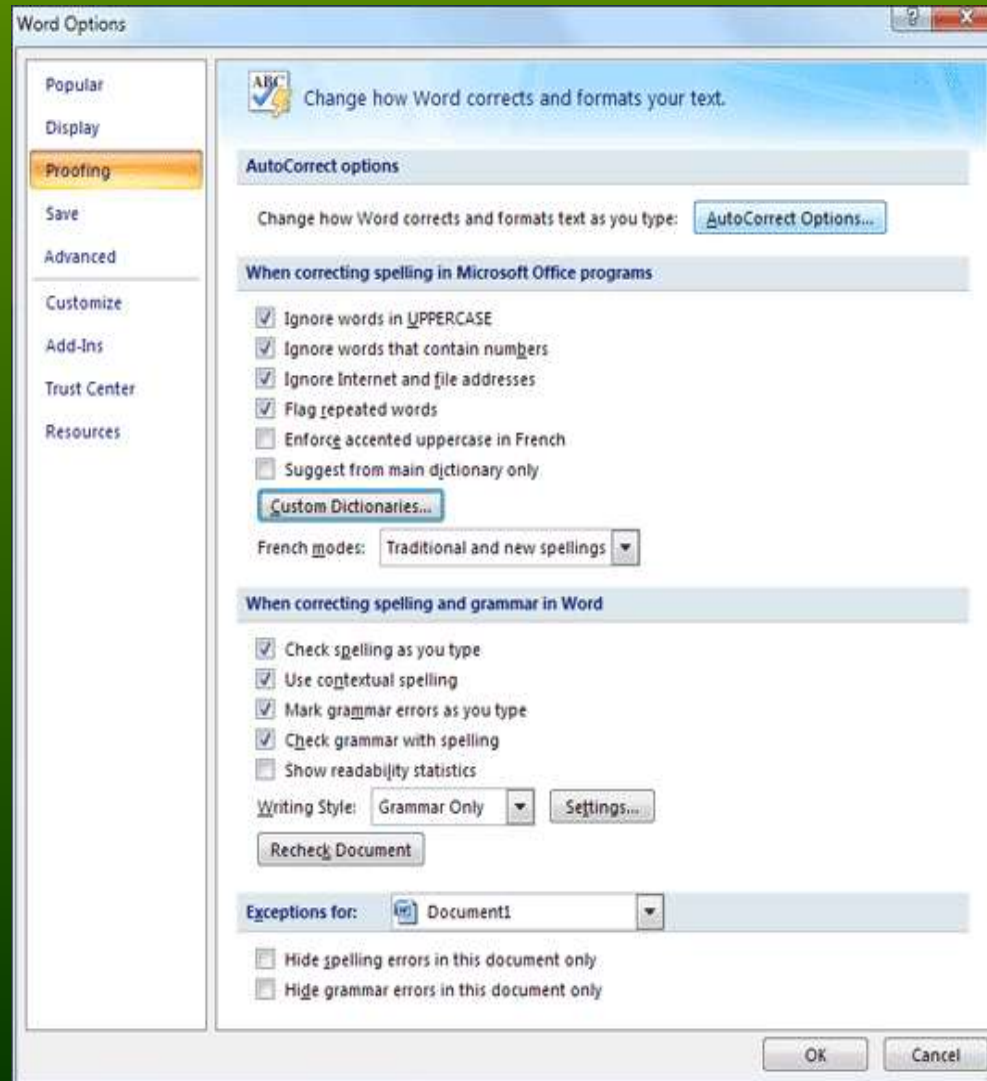 Word Options
Popular
Display
Proofing
Save
Advanced
Customize
Add-Ins
Trust Center
Resources
ABC
Change how Word corrects and formats your text.
AutoCorrect options
Change how Word corrects and formats text as you type: AutoCorrect Options...
When correcting spelling in Microsoft Office programs
Ignore words in UPPERCASE
Ignore words that contain numbers
Ignore Internet and file addresses
Flag repeated words
Enforce accented uppercase in French
Suggest from main dictionary only
Custom Dictionaries...
French modes: Traditional and new spellings
When correcting spelling and grammar in Word
Check spelling as you type
Use contextual spelling
Mark grammar errors as you type
Check grammar with spelling
Show readability statistics
Writing Style: Grammar Only Settings...
Recheck Document
Exceptions for: Document1
Hide spelling errors in this document only
Hide grammar errors in this document only
OK Cancel